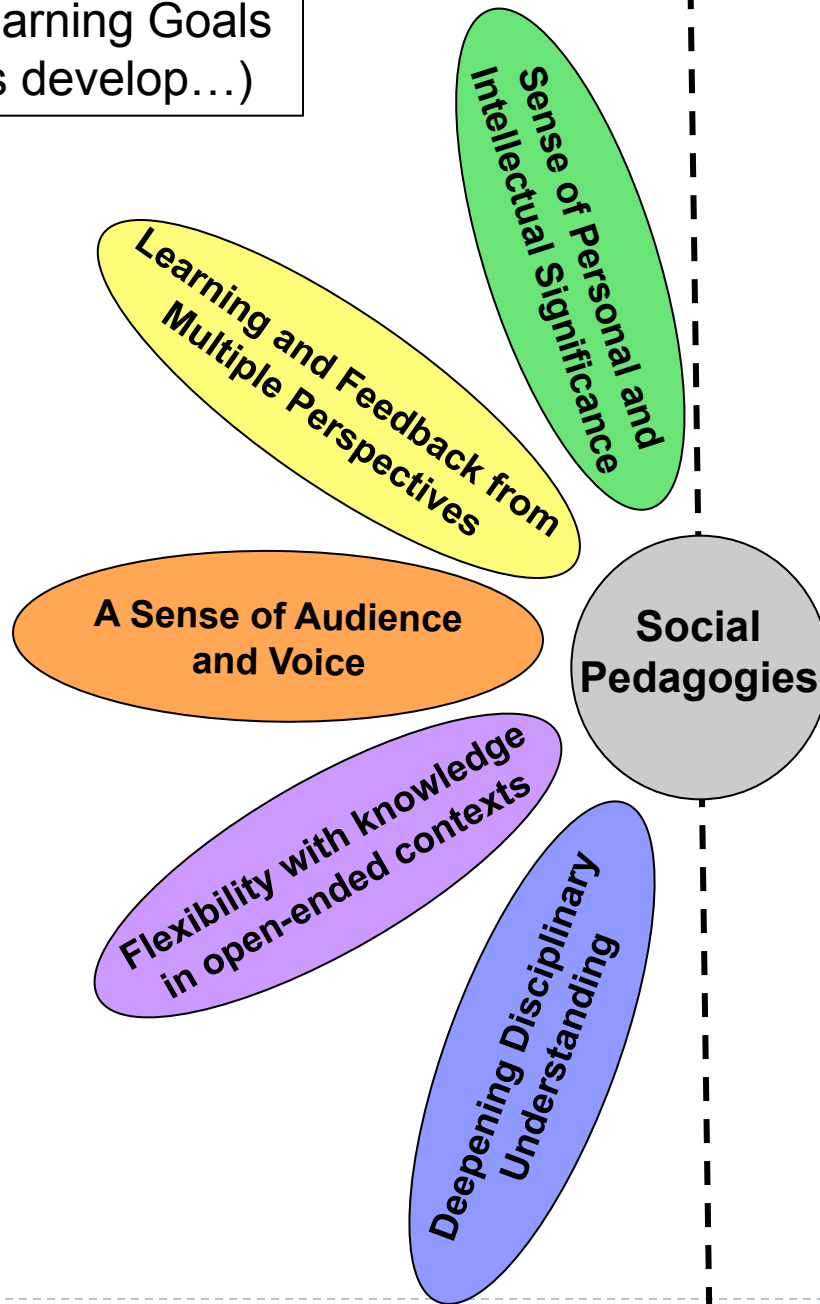 arning Goals
s develop…)
Sense of Personal and
Intellectual Significance
Learning and Feedback from
Multiple Perspectives
A Sense of Audience
and Voice
Social
Pedagogies
Flexibility with knowledge
in open-ended contexts
Deepening Disciplinary
Understanding